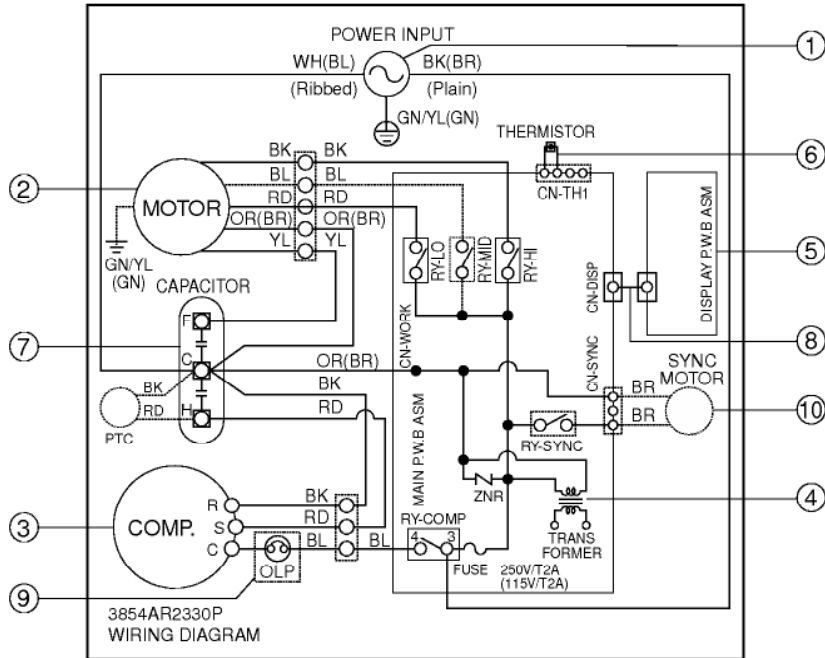 POWER INPUT
1
WH(BL)
BK(BR)
(Ribbed)
(Plain)
GN/YL(GN)
THERMISTOR
6
CN-TH1
BK
BK
BL
BL
2
RD
RD
MOTOR
OR(BR)
OR(BR)
YL
YL
GN/YL
(GN)
RY-LO
RY-MID
RY-HI
DISPLAY P.W.B ASM
5
CN-DISP
8
CAPACITOR
F
7
C
H
CN-WORK
OR(BR)
BK
RD
BK
RD
PTC
CN-SYNC
SYNC
MOTOR
BR
BR
10
RY-SYNC
MAIN P.W.B ASM
ZNR
4
TRANS
FORMER
3
COMP.
R
S
C
BK
RD
BL
BL
OLP
RY-COMP
4
3
FUSE
250V/T2A
(115V/T2A)
9
3854AR2330P
WIRING DIAGRAM